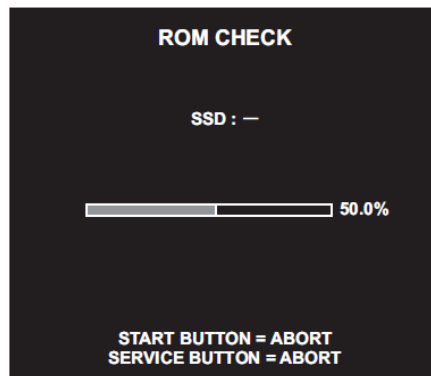 ROM CHECK
SSD : —
50.0%
START BUTTON = ABORT
SERVICE BUTTON = ABORT